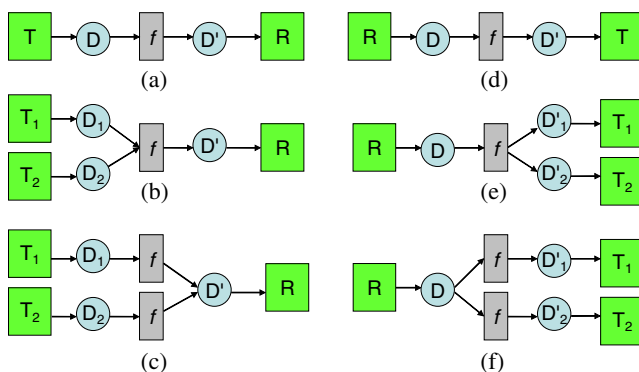 T D f D' R
(a)
T₁ D₁
f D' R
T₂ D₂
(b)
T₁ D₁ f
D' R
T₂ D₂ f
(c)
R D f D' T
(d)
D'₁ T₁
R D f
D'₂ T₂
(e)
f D'₁ T₁
R D
f D'₂ T₂
(f)